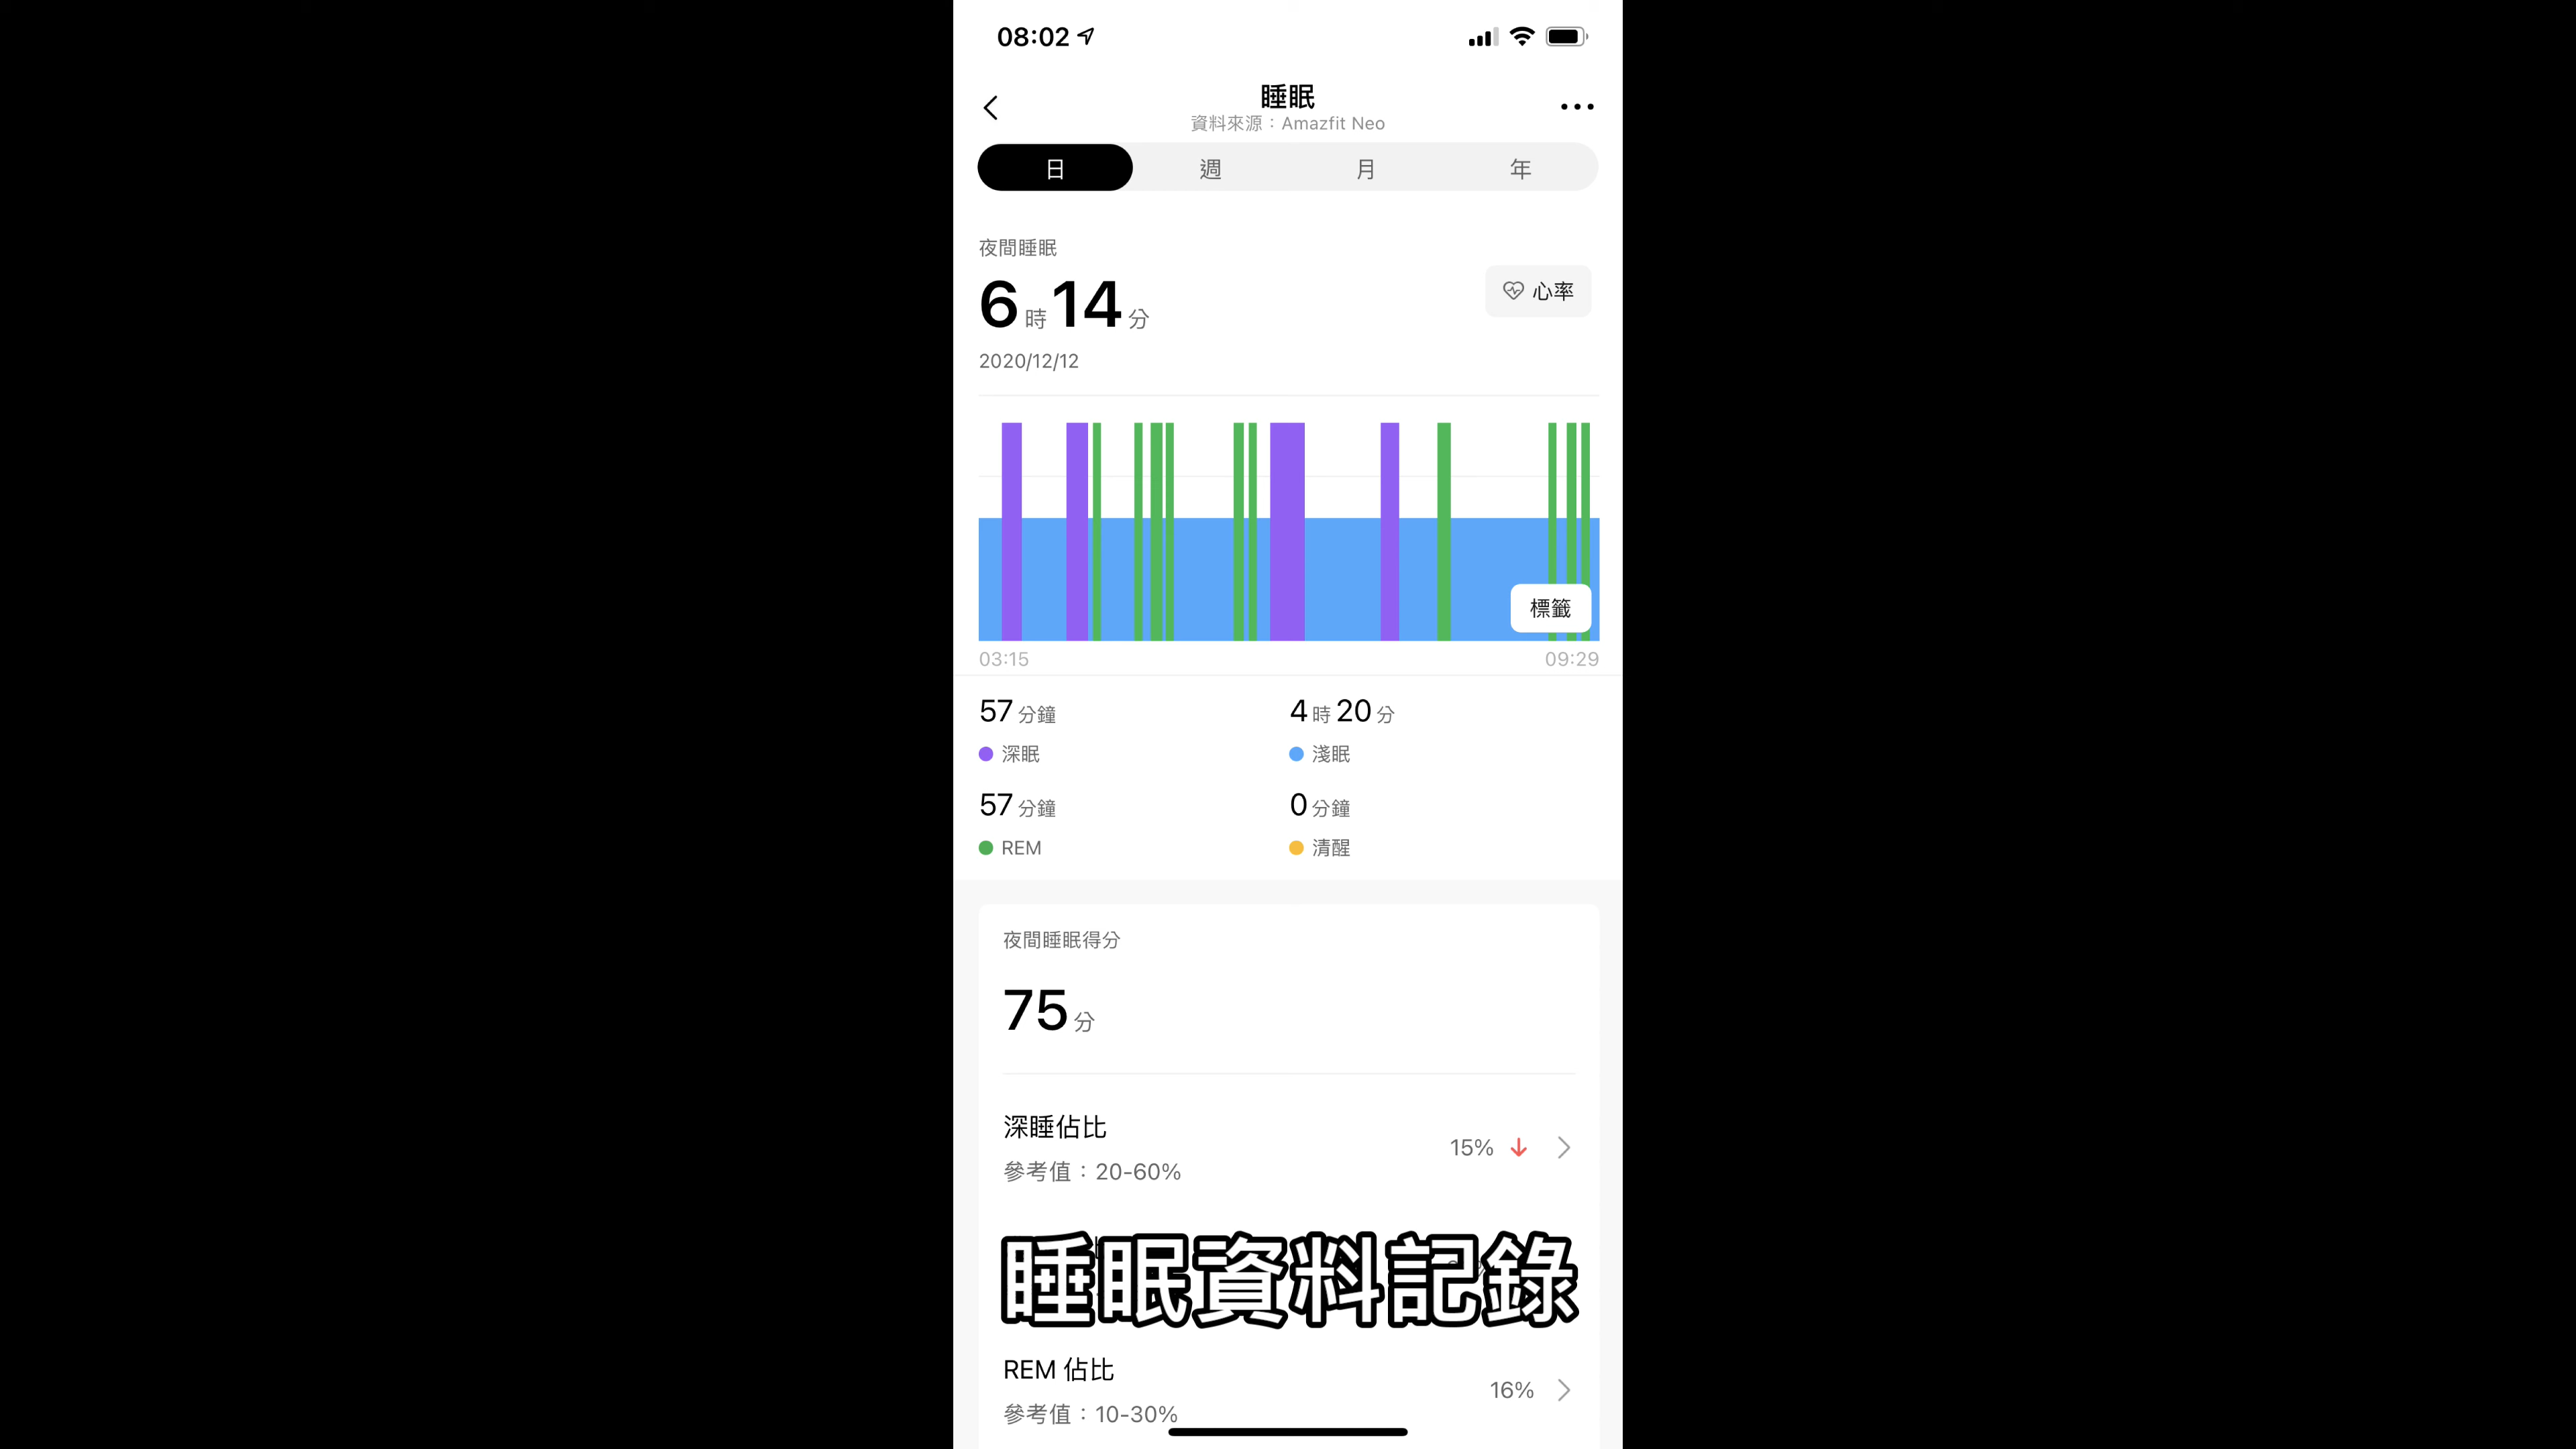 08:02
睡眠
資料來源：Amazfit Neo
日 週 月 年
夜間睡眠
6時14分
心率
2020/12/12
標籤
03:15 09:29
57分鐘 4時20分
深眠 淺眠
57分鐘 0分鐘
REM 清醒
夜間睡眠得分
75分
深睡佔比
15%
參考值：20-60%
睡眠資料記錄
REM 佔比
16%
參考值：10-30%